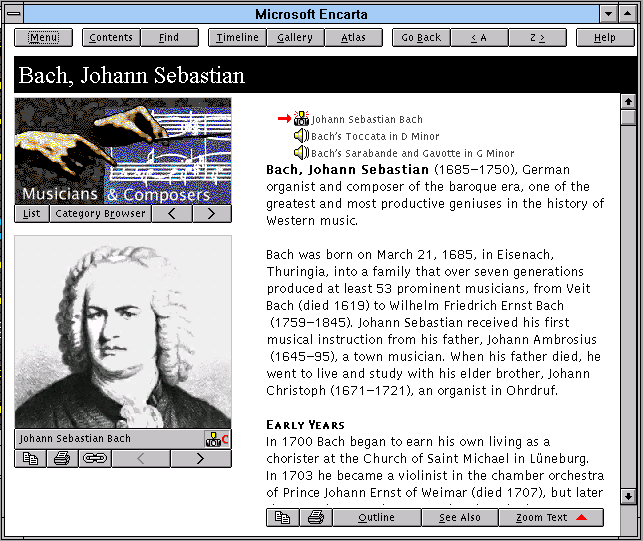 Microsoft Encarta
Menu Contents Find Timeline Gallery Atlas Go Back < A Z > Help
Bach, Johann Sebastian
Musicians & Composers
List Category Browser < >
Johann Sebastian Bach
C
< >
Johann Sebastian Bach
Bach's Toccata in D Minor
Bach's Sarabande and Gavotte in G Minor
Bach, Johann Sebastian (1685–1750), German
organist and composer of the baroque era, one of the
greatest and most productive geniuses in the history of
Western music.
Bach was born on March 21, 1685, in Eisenach,
Thuringia, into a family that over seven generations
produced at least 53 prominent musicians, from Veit
Bach (died 1619) to Wilhelm Friedrich Ernst Bach
(1759–1845). Johann Sebastian received his first
musical instruction from his father, Johann Ambrosius
(1645–95), a town musician. When his father died, he
went to live and study with his elder brother, Johann
Christoph (1671–1721), an organist in Ohrdruf.
EARLY YEARS
In 1700 Bach began to earn his own living as a
chorister at the Church of Saint Michael in Lüneburg.
In 1703 he became a violinist in the chamber orchestra
of Prince Johann Ernst of Weimar (died 1707), but later
Outline See Also Zoom Text